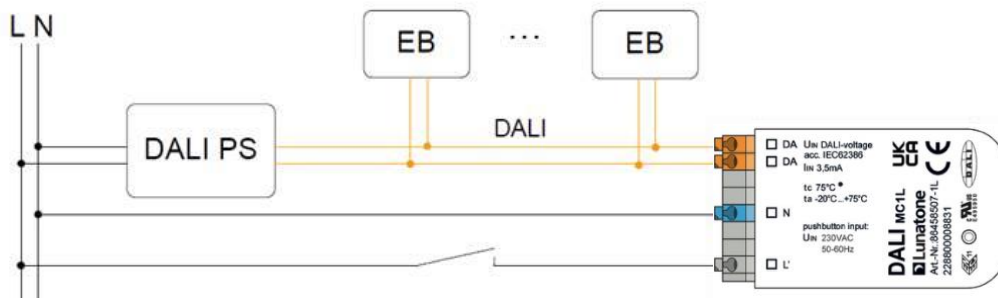 L N
EB
...
EB
DALI PS
DALI
DA
DA
N
L'
UIN DALI-voltage
acc. IEC62386
IIN 3,5mA
tc 75°C
ta -20°C...+75°C
pushbutton input:
UIN 230VAC
50-60Hz
DALI MC1L
Lunatone
Art.-Nr.:86458507-1L
228800008831
UK
CA
CE
DALI